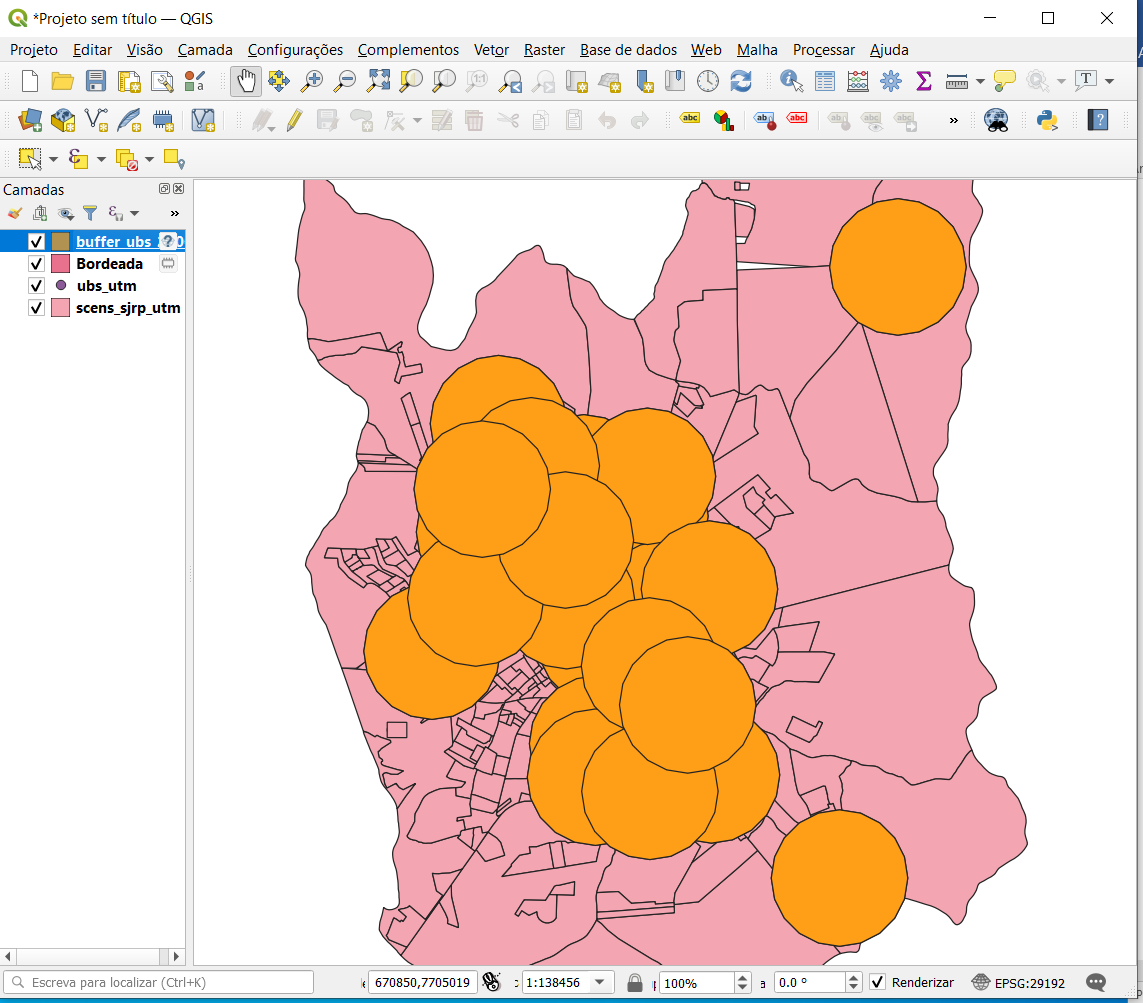 *Projeto sem título — QGIS
Projeto Editar Visão Camada Configurações Complementos Vetor Raster Base de dados Web Malha Processar Ajuda
Camadas
buffer_ubs
Bordeada
ubs_utm
scens_sjrp_utm
Escreva para localizar (Ctrl+K)
670850,7705019
1:138456
100%
0.0 °
Renderizar
EPSG:29192